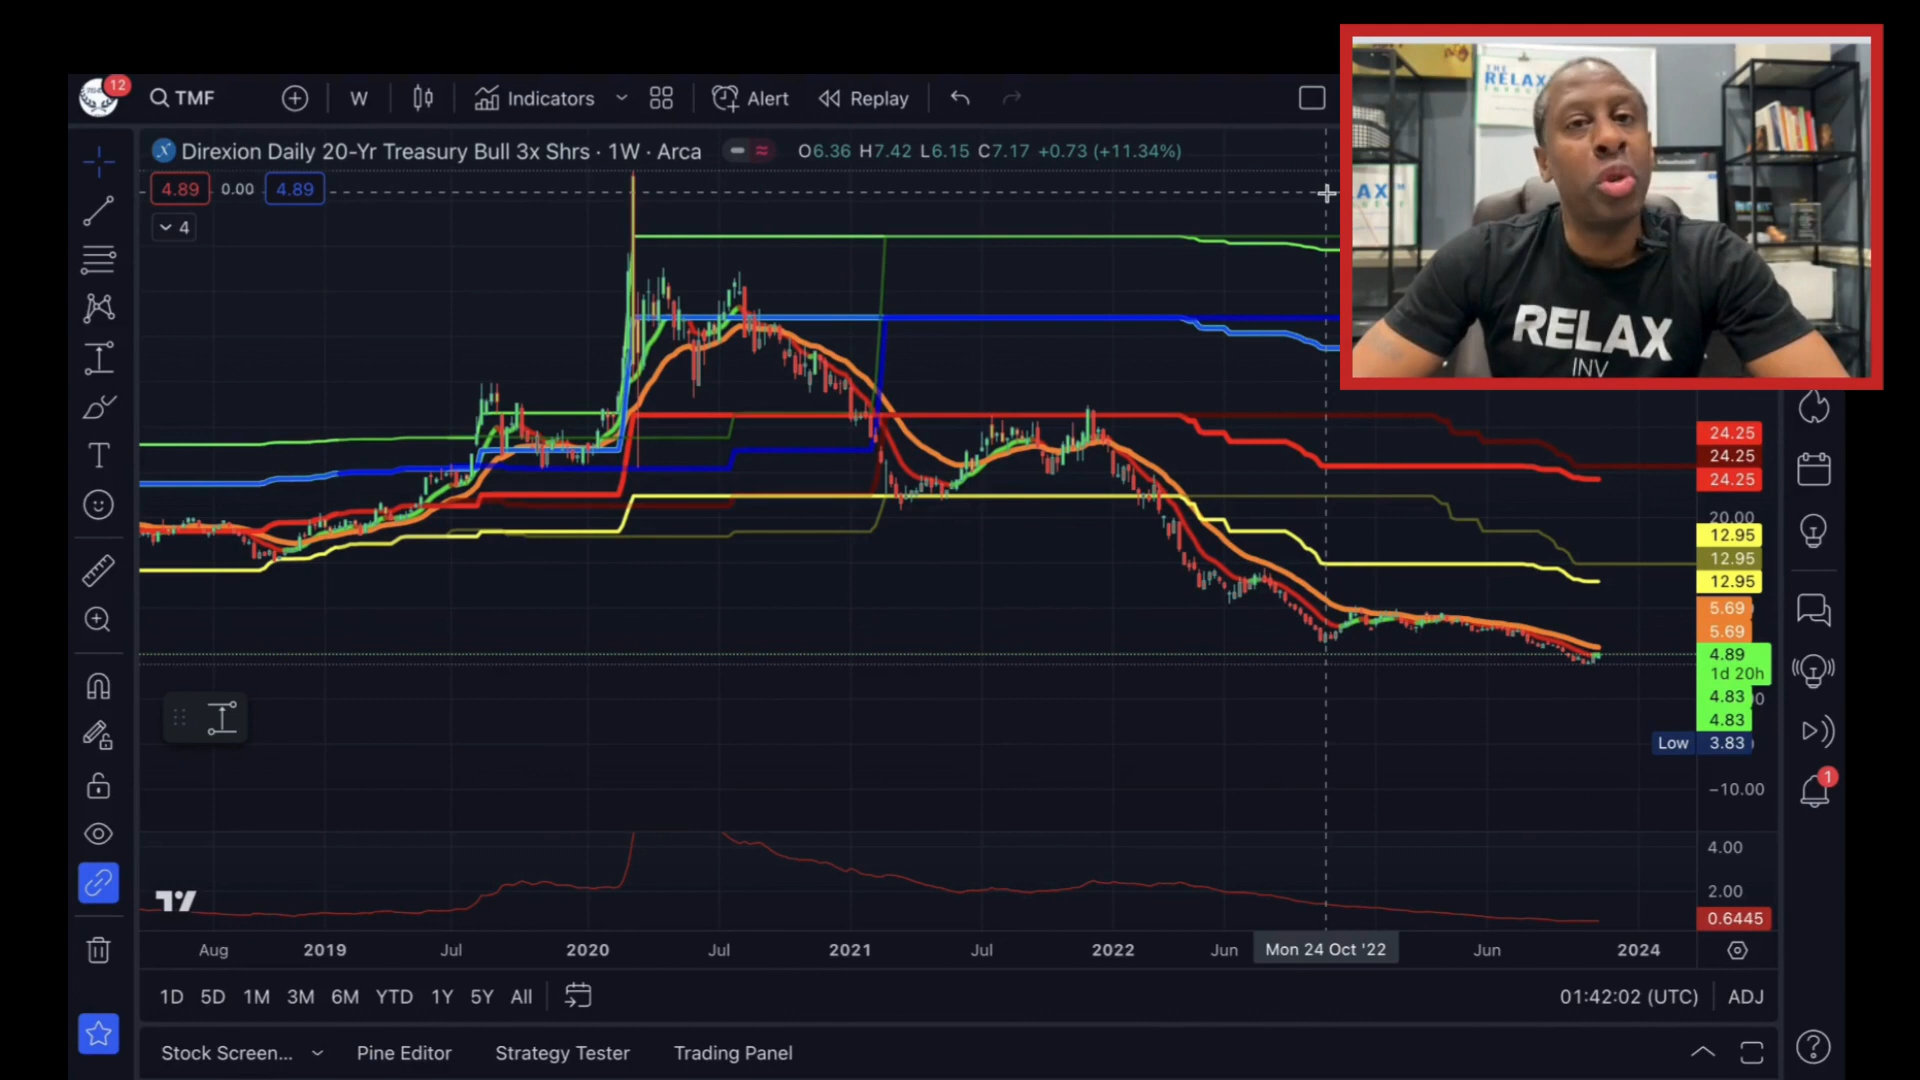 12
TMF
W
Indicators
Alert
Replay
Direxion Daily 20-Yr Treasury Bull 3x Shrs · 1W · Arca
O6.36 H7.42 L6.15 C7.17 +0.73 (+11.34%)
4.89 0.00 4.89
4
THE
RELAX
RELAX
INV
24.25
24.25
24.25
20.00
12.95
12.95
12.95
5.69
5.69
4.89
1d 20h
4.83
4.83
Low 3.83
−10.00
1
4.00
2.00
0.6445
Aug 2019 Jul 2020 Jul 2021 Jul 2022 Jun Mon 24 Oct '22 Jun 2024
1D 5D 1M 3M 6M YTD 1Y 5Y All
01:42:02 (UTC) ADJ
Stock Screen... Pine Editor Strategy Tester Trading Panel